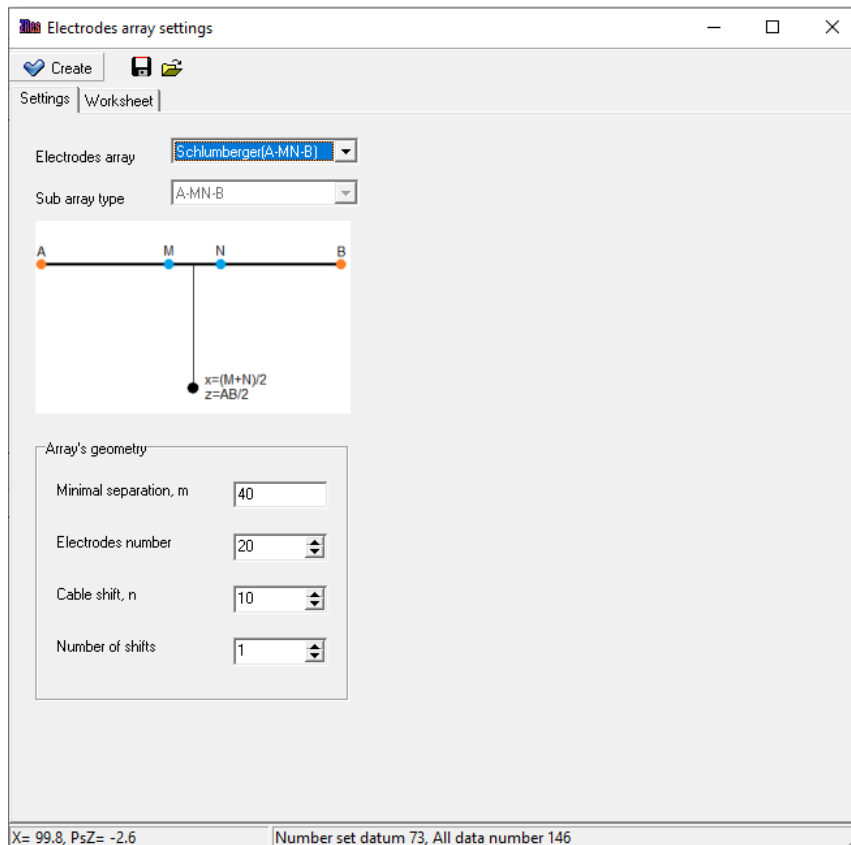 ZRes Electrodes array settings
Create
Settings Worksheet
Electrodes array Schlumberger(A-MN-B)
Sub array type A-MN-B
A M N B
x=(M+N)/2
z=AB/2
Array's geometry
Minimal separation, m 40
Electrodes number 20
Cable shift, n 10
Number of shifts 1
X= 99.8, PsZ= -2.6 Number set datum 73, All data number 146